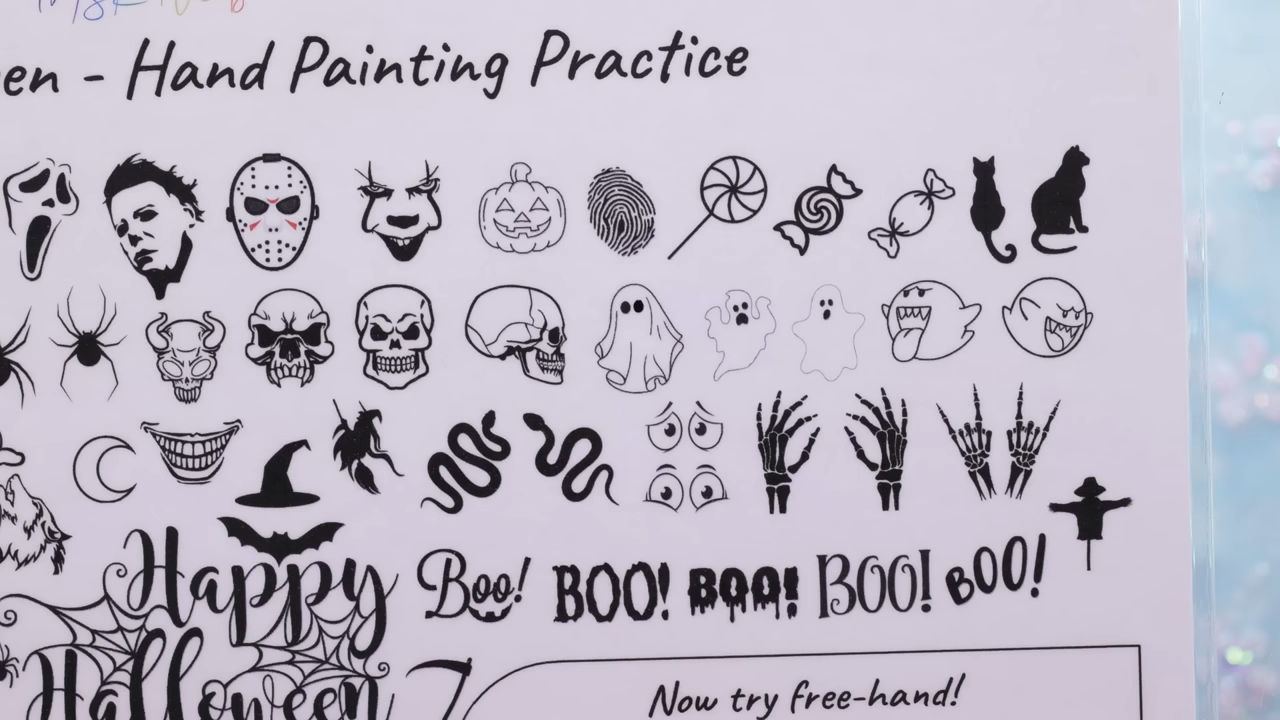 en - Hand Painting Practice
Happy
Boo! BOO! BOO! BOO! BOO!
Halloween
Now try free-hand!